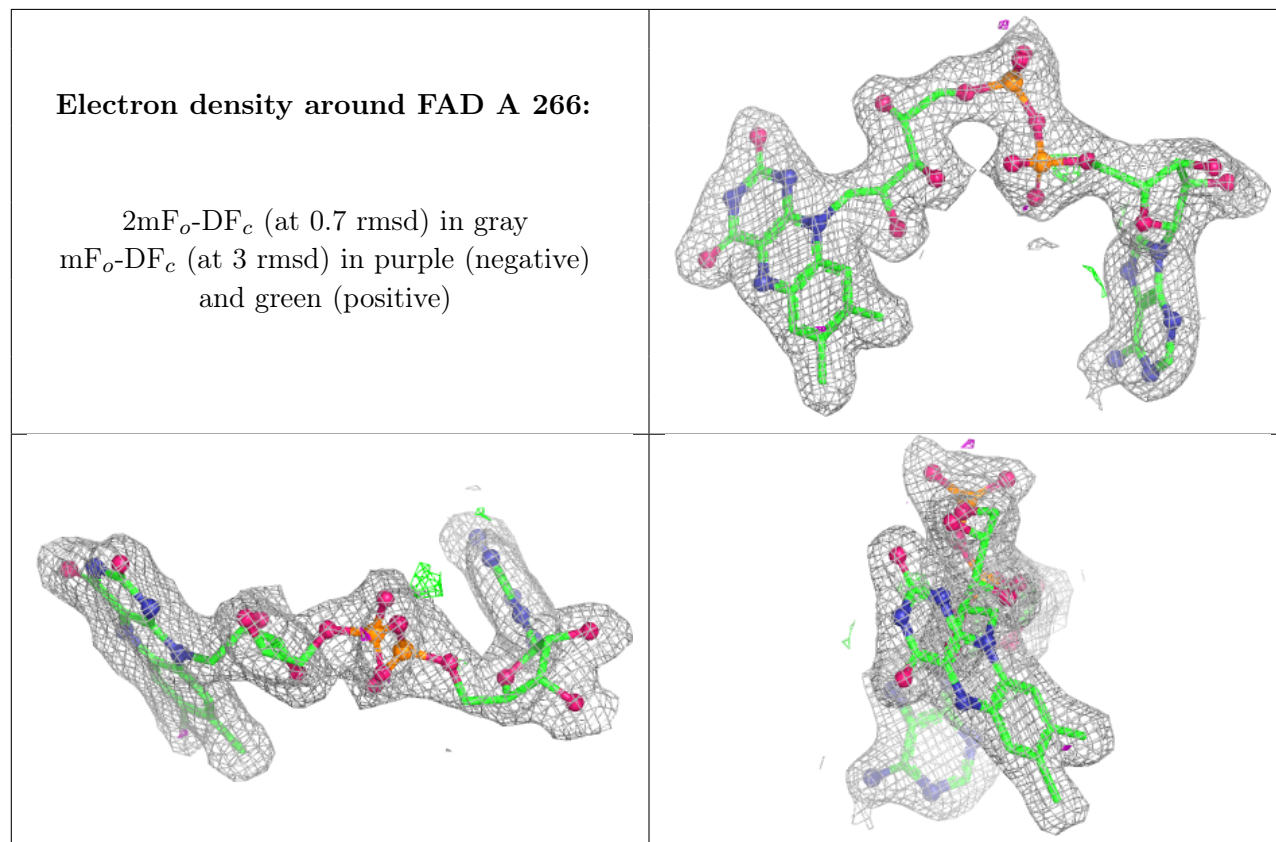 Electron density around FAD A 266:
2mFo-DFc (at 0.7 rmsd) in gray
mFo-DFc (at 3 rmsd) in purple (negative)
and green (positive)